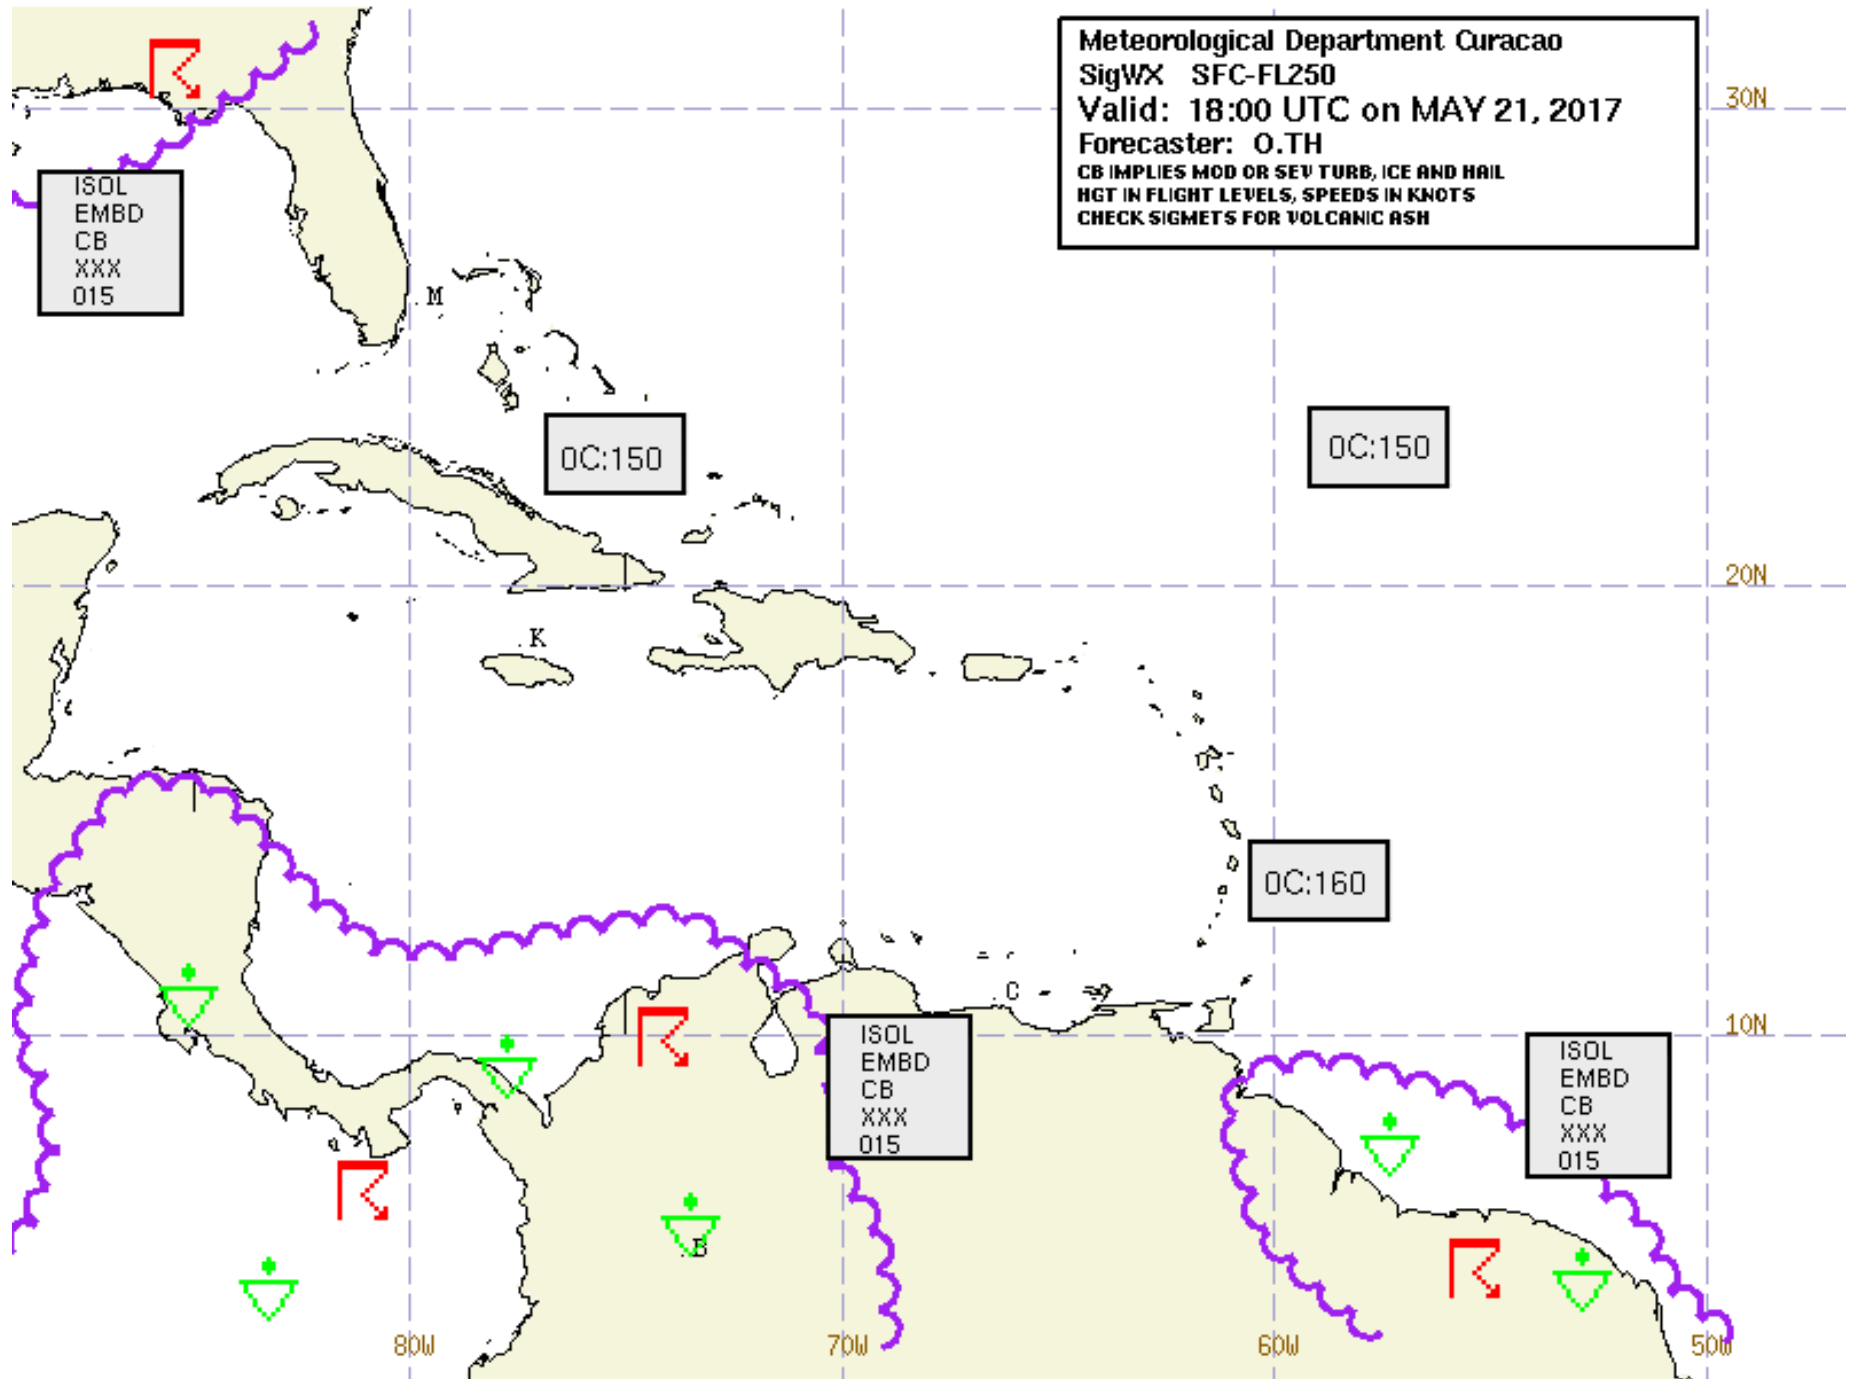 Meteorological Department Curacao
SigWX SFC-FL250
Valid: 18:00 UTC on MAY 21, 2017
Forecaster: O.TH
CB IMPLIES MOD OR SEV TURB, ICE AND HAIL
HGT IN FLIGHT LEVELS, SPEEDS IN KNOTS
CHECK SIGMETS FOR VOLCANIC ASH
30N
ISOL
EMBD
CB
XXX
015
M
0C:150
0C:150
20N
K
0C:160
C
10N
ISOL
EMBD
CB
XXX
015
ISOL
EMBD
CB
XXX
015
B
80W
70W
60W
50W